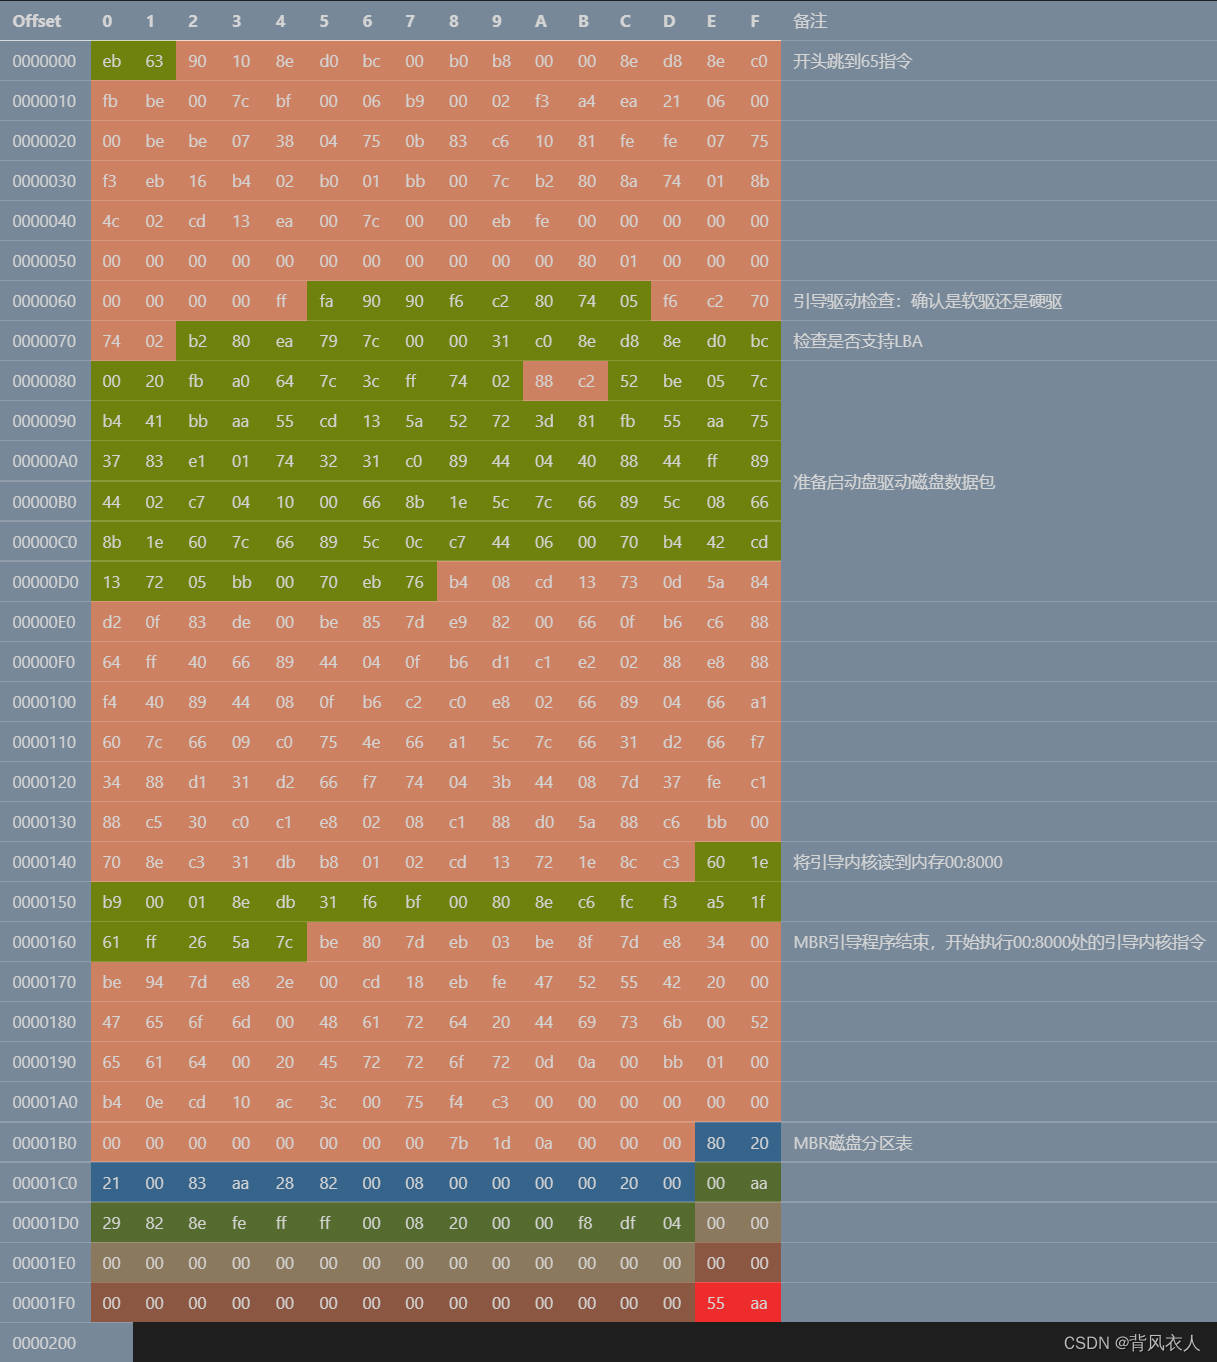 Offset 0 1 2 3 4 5 6 7 8 9 A B C D E F 备注
0000000 eb 63 90 10 8e d0 bc 00 b0 b8 00 00 8e d8 8e c0 开头跳到65指令
0000010 fb be 00 7c bf 00 06 b9 00 02 f3 a4 ea 21 06 00
0000020 00 be be 07 38 04 75 0b 83 c6 10 81 fe fe 07 75
0000030 f3 eb 16 b4 02 b0 01 bb 00 7c b2 80 8a 74 01 8b
0000040 4c 02 cd 13 ea 00 7c 00 00 eb fe 00 00 00 00 00
0000050 00 00 00 00 00 00 00 00 00 00 00 80 01 00 00 00
0000060 00 00 00 00 ff fa 90 90 f6 c2 80 74 05 f6 c2 70 引导驱动检查：确认是软驱还是硬驱
0000070 74 02 b2 80 ea 79 7c 00 00 31 c0 8e d8 8e d0 bc 检查是否支持LBA
0000080 00 20 fb a0 64 7c 3c ff 74 02 88 c2 52 be 05 7c
0000090 b4 41 bb aa 55 cd 13 5a 52 72 3d 81 fb 55 aa 75
00000A0 37 83 e1 01 74 32 31 c0 89 44 04 40 88 44 ff 89
准备启动盘驱动磁盘数据包
00000B0 44 02 c7 04 10 00 66 8b 1e 5c 7c 66 89 5c 08 66
00000C0 8b 1e 60 7c 66 89 5c 0c c7 44 06 00 70 b4 42 cd
00000D0 13 72 05 bb 00 70 eb 76 b4 08 cd 13 73 0d 5a 84
00000E0 d2 0f 83 de 00 be 85 7d e9 82 00 66 0f b6 c6 88
00000F0 64 ff 40 66 89 44 04 0f b6 d1 c1 e2 02 88 e8 88
0000100 f4 40 89 44 08 0f b6 c2 c0 e8 02 66 89 04 66 a1
0000110 60 7c 66 09 c0 75 4e 66 a1 5c 7c 66 31 d2 66 f7
0000120 34 88 d1 31 d2 66 f7 74 04 3b 44 08 7d 37 fe c1
0000130 88 c5 30 c0 c1 e8 02 08 c1 88 d0 5a 88 c6 bb 00
0000140 70 8e c3 31 db b8 01 02 cd 13 72 1e 8c c3 60 1e 将引导内核读到内存00:8000
0000150 b9 00 01 8e db 31 f6 bf 00 80 8e c6 fc f3 a5 1f
0000160 61 ff 26 5a 7c be 80 7d eb 03 be 8f 7d e8 34 00 MBR引导程序结束，开始执行00:8000处的引导内核指令
0000170 be 94 7d e8 2e 00 cd 18 eb fe 47 52 55 42 20 00
0000180 47 65 6f 6d 00 48 61 72 64 20 44 69 73 6b 00 52
0000190 65 61 64 00 20 45 72 72 6f 72 0d 0a 00 bb 01 00
00001A0 b4 0e cd 10 ac 3c 00 75 f4 c3 00 00 00 00 00 00
00001B0 00 00 00 00 00 00 00 00 7b 1d 0a 00 00 00 80 20 MBR磁盘分区表
00001C0 21 00 83 aa 28 82 00 08 00 00 00 00 20 00 00 aa
00001D0 29 82 8e fe ff ff 00 08 20 00 00 f8 df 04 00 00
00001E0 00 00 00 00 00 00 00 00 00 00 00 00 00 00 00 00
00001F0 00 00 00 00 00 00 00 00 00 00 00 00 00 00 55 aa
0000200
CSDN @背风衣人